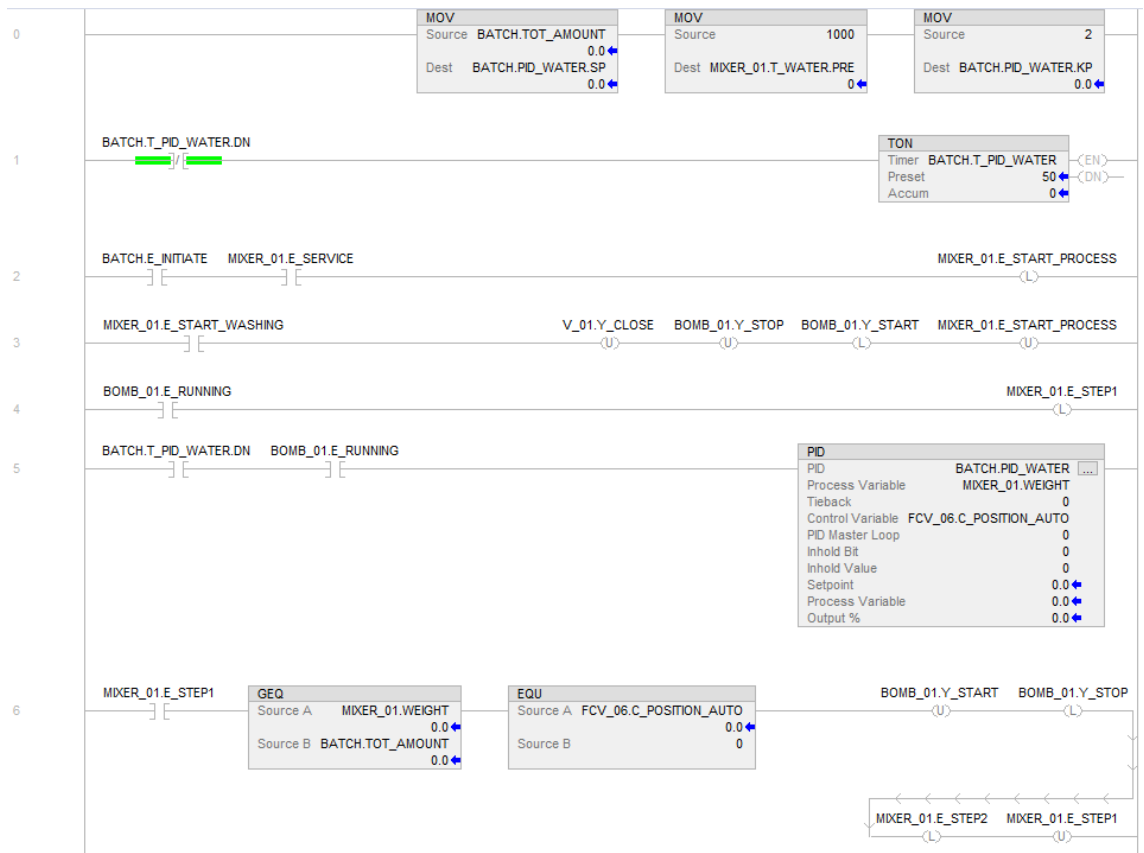 0
MOV
Source BATCH.TOT_AMOUNT
0.0
Dest BATCH.PID_WATER.SP
0.0
MOV
Source 1000
Dest MIXER_01.T_WATER.PRE
0
MOV
Source 2
Dest BATCH.PID_WATER.KP
0.0
1
BATCH.T_PID_WATER.DN
/
TON
Timer BATCH.T_PID_WATER
Preset 50
Accum 0
EN
DN
2
BATCH.E_INITIATE MIXER_01.E_SERVICE MIXER_01.E_START_PROCESS
L
3
MIXER_01.E_START_WASHING V_01.Y_CLOSE BOMB_01.Y_STOP BOMB_01.Y_START MIXER_01.E_START_PROCESS
U U L U
4
BOMB_01.E_RUNNING MIXER_01.E_STEP1
L
5
BATCH.T_PID_WATER.DN BOMB_01.E_RUNNING
PID
PID BATCH.PID_WATER ...
Process Variable MIXER_01.WEIGHT
Tieback 0
Control Variable FCV_06.C_POSITION_AUTO
PID Master Loop 0
Inhold Bit 0
Inhold Value 0
Setpoint 0.0
Process Variable 0.0
Output % 0.0
6
MIXER_01.E_STEP1
GEQ
Source A MIXER_01.WEIGHT
0.0
Source B BATCH.TOT_AMOUNT
0.0
EQU
Source A FCV_06.C_POSITION_AUTO
0.0
Source B 0
BOMB_01.Y_START BOMB_01.Y_STOP
U L
MIXER_01.E_STEP2 MIXER_01.E_STEP1
L U